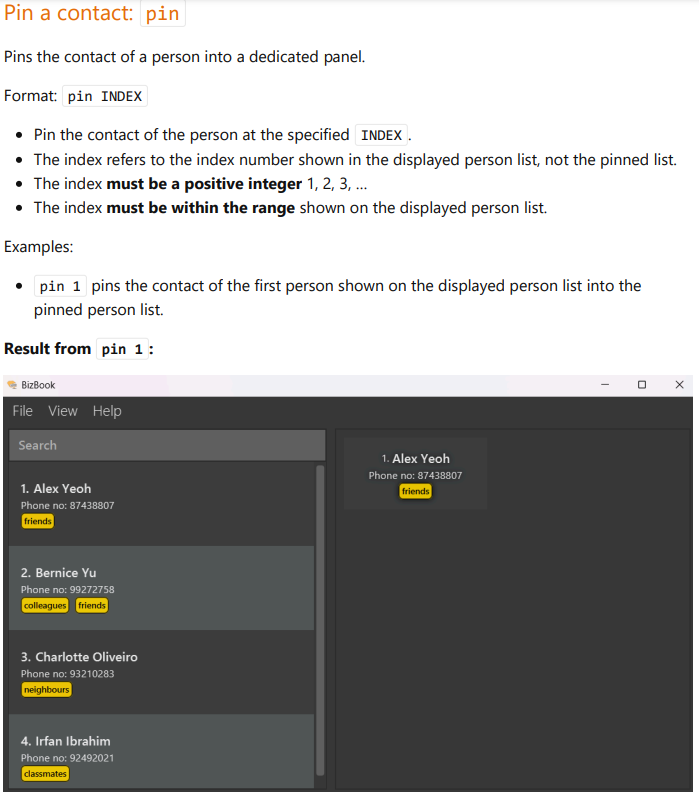 Pin a contact: pin
Pins the contact of a person into a dedicated panel.
Format: pin INDEX
• Pin the contact of the person at the specified INDEX.
• The index refers to the index number shown in the displayed person list, not the pinned list.
• The index must be a positive integer 1, 2, 3, …
• The index must be within the range shown on the displayed person list.
Examples:
• pin 1 pins the contact of the first person shown on the displayed person list into the
pinned person list.
Result from pin 1:
BizBook
File View Help
Search
1. Alex Yeoh
Phone no: 87438807
friends
2. Bernice Yu
Phone no: 99272758
colleagues friends
3. Charlotte Oliveiro
Phone no: 93210283
neighbours
4. Irfan Ibrahim
Phone no: 92492021
classmates
1. Alex Yeoh
Phone no: 87438807
friends